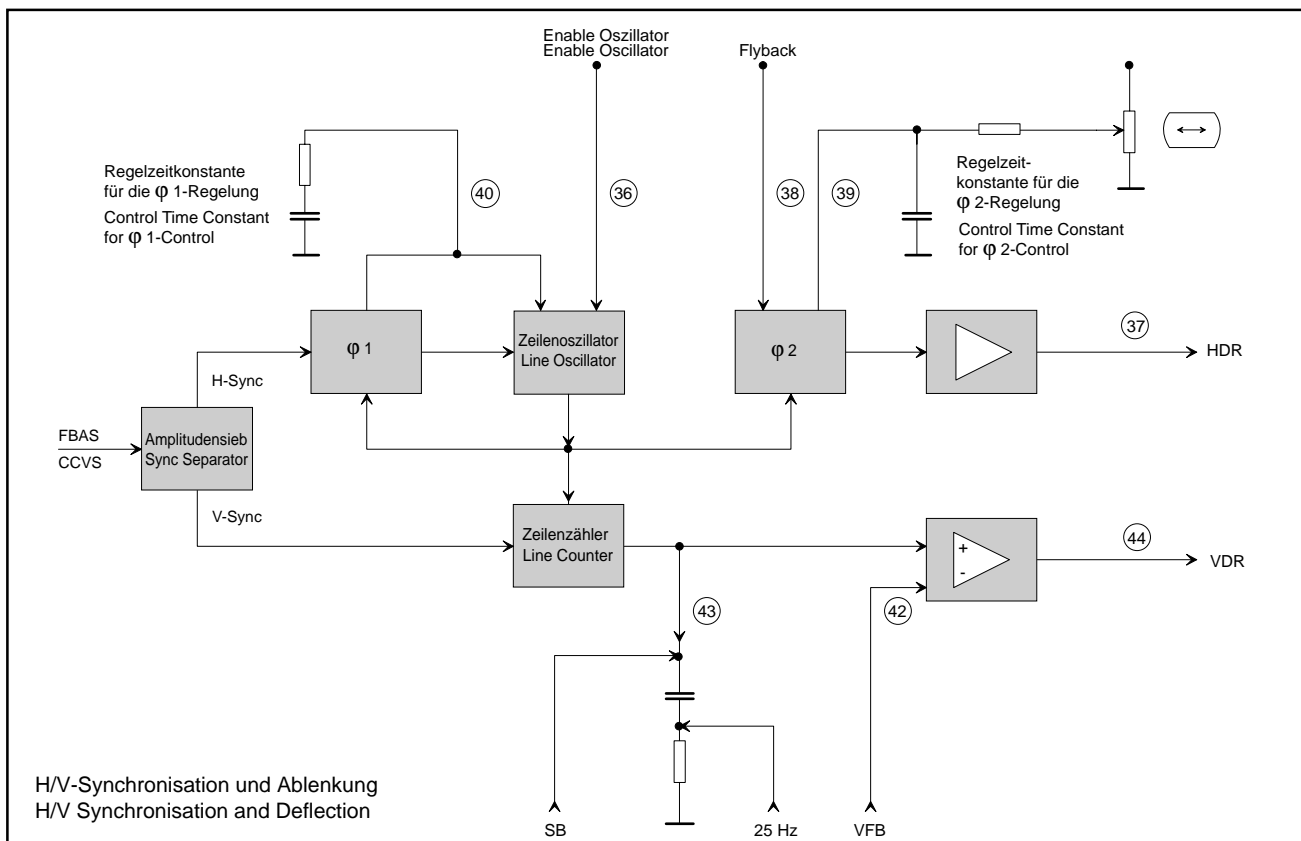 Enable Oszillator
Enable Oscillator
Flyback
Regelzeitkonstante
für die φ 1-Regelung
Control Time Constant
for φ 1-Control
40
36
38
39
Regelzeit-
konstante für die
φ 2-Regelung
Control Time Constant
for φ 2-Control
φ 1
Zeilenoszillator
Line Oscillator
φ 2
37
HDR
H-Sync
FBAS
CCVS
Amplitudensieb
Sync Separator
V-Sync
Zeilenzähler
Line Counter
+
-
44
VDR
43
42
H/V-Synchronisation und Ablenkung
H/V Synchronisation and Deflection
SB
25 Hz
VFB